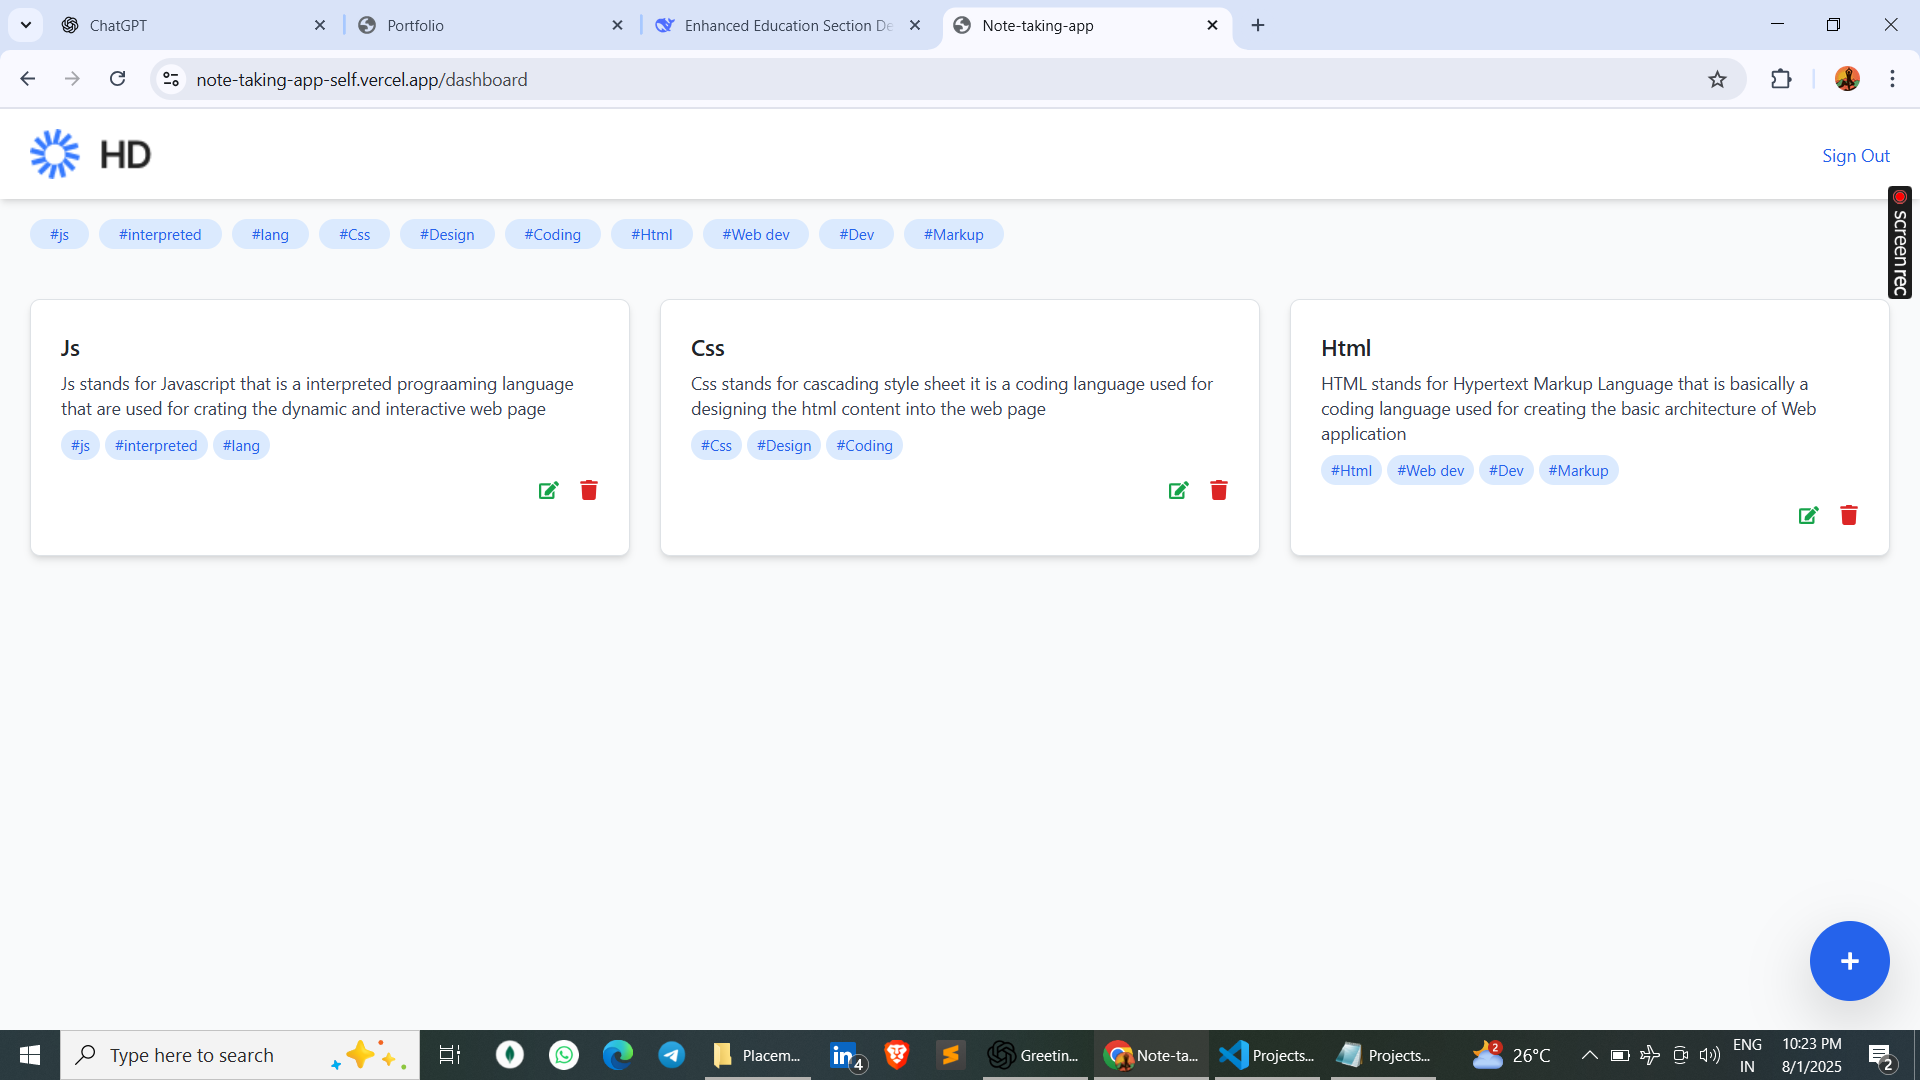 ChatGPT
Portfolio
Enhanced Education Section De
Note-taking-app
note-taking-app-self.vercel.app/dashboard
HD
Sign Out
screenrec
#js #interpreted #lang #Css #Design #Coding #Html #Web dev #Dev #Markup
Js
Js stands for Javascript that is a interpreted prograaming language
that are used for crating the dynamic and interactive web page
#js #interpreted #lang
Css
Css stands for cascading style sheet it is a coding language used for
designing the html content into the web page
#Css #Design #Coding
Html
HTML stands for Hypertext Markup Language that is basically a
coding language used for creating the basic architecture of Web
application
#Html #Web dev #Dev #Markup
+
Type here to search
Placem...
in 4
Greetin...
Note-ta...
Projects...
Projects...
2
26°C
ENG
IN
10:23 PM
8/1/2025
2